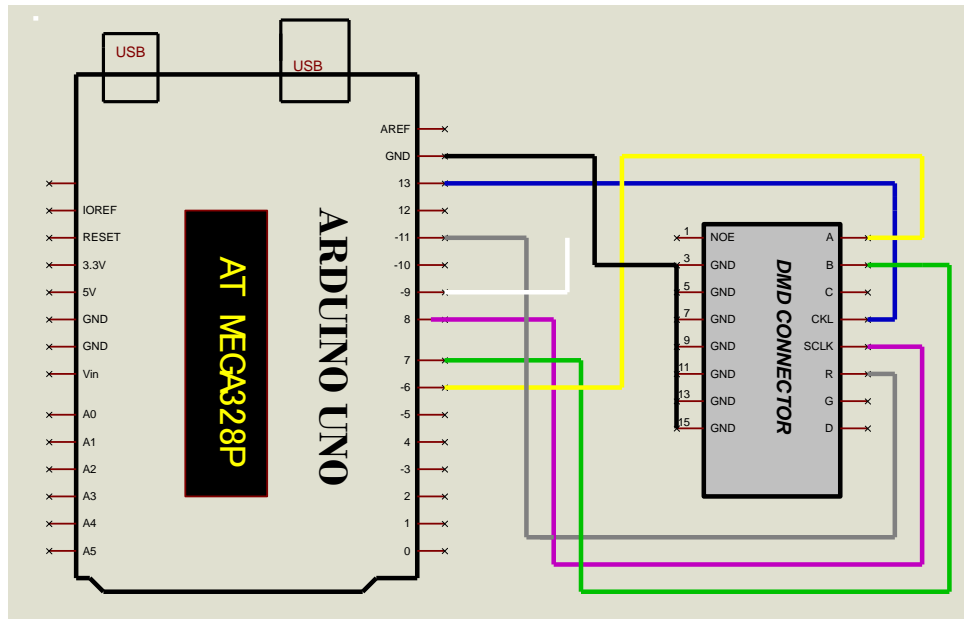 USB
USB
AREF
GND
13
12
-11
-10
-9
8
7
-6
-5
4
-3
2
1
0
IOREF
RESET
3.3V
5V
GND
GND
Vin
A0
A1
A2
A3
A4
A5
AT MEGA328P
ARDUINO UNO
1
3
5
7
9
11
13
15
NOE
GND
GND
GND
GND
GND
GND
GND
DMD CONNECTOR
A
B
C
CKL
SCLK
R
G
D